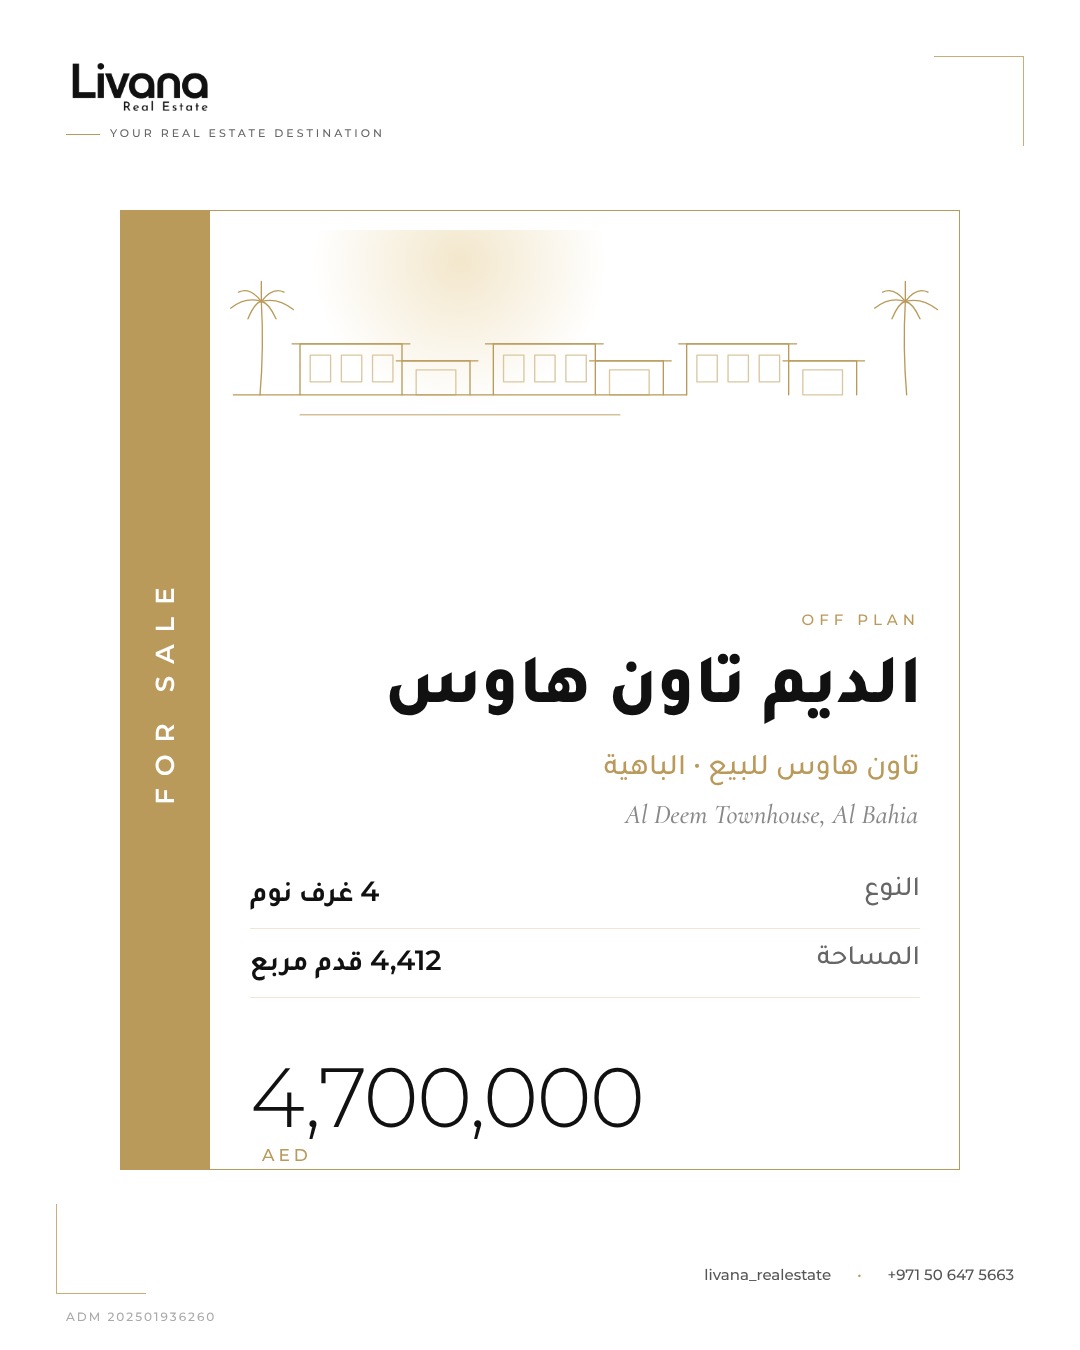 Livana
Real Estate
YOUR REAL ESTATE DESTINATION
FOR SALE
OFF PLAN
الديم تاون هاوس
تاون هاوس للبيع · الباهية
Al Deem Townhouse, Al Bahia
النوع 4 غرف نوم
المساحة 4,412 قدم مربع
4,700,000
AED
livana_realestate · +971 50 647 5663
ADM 202501936260